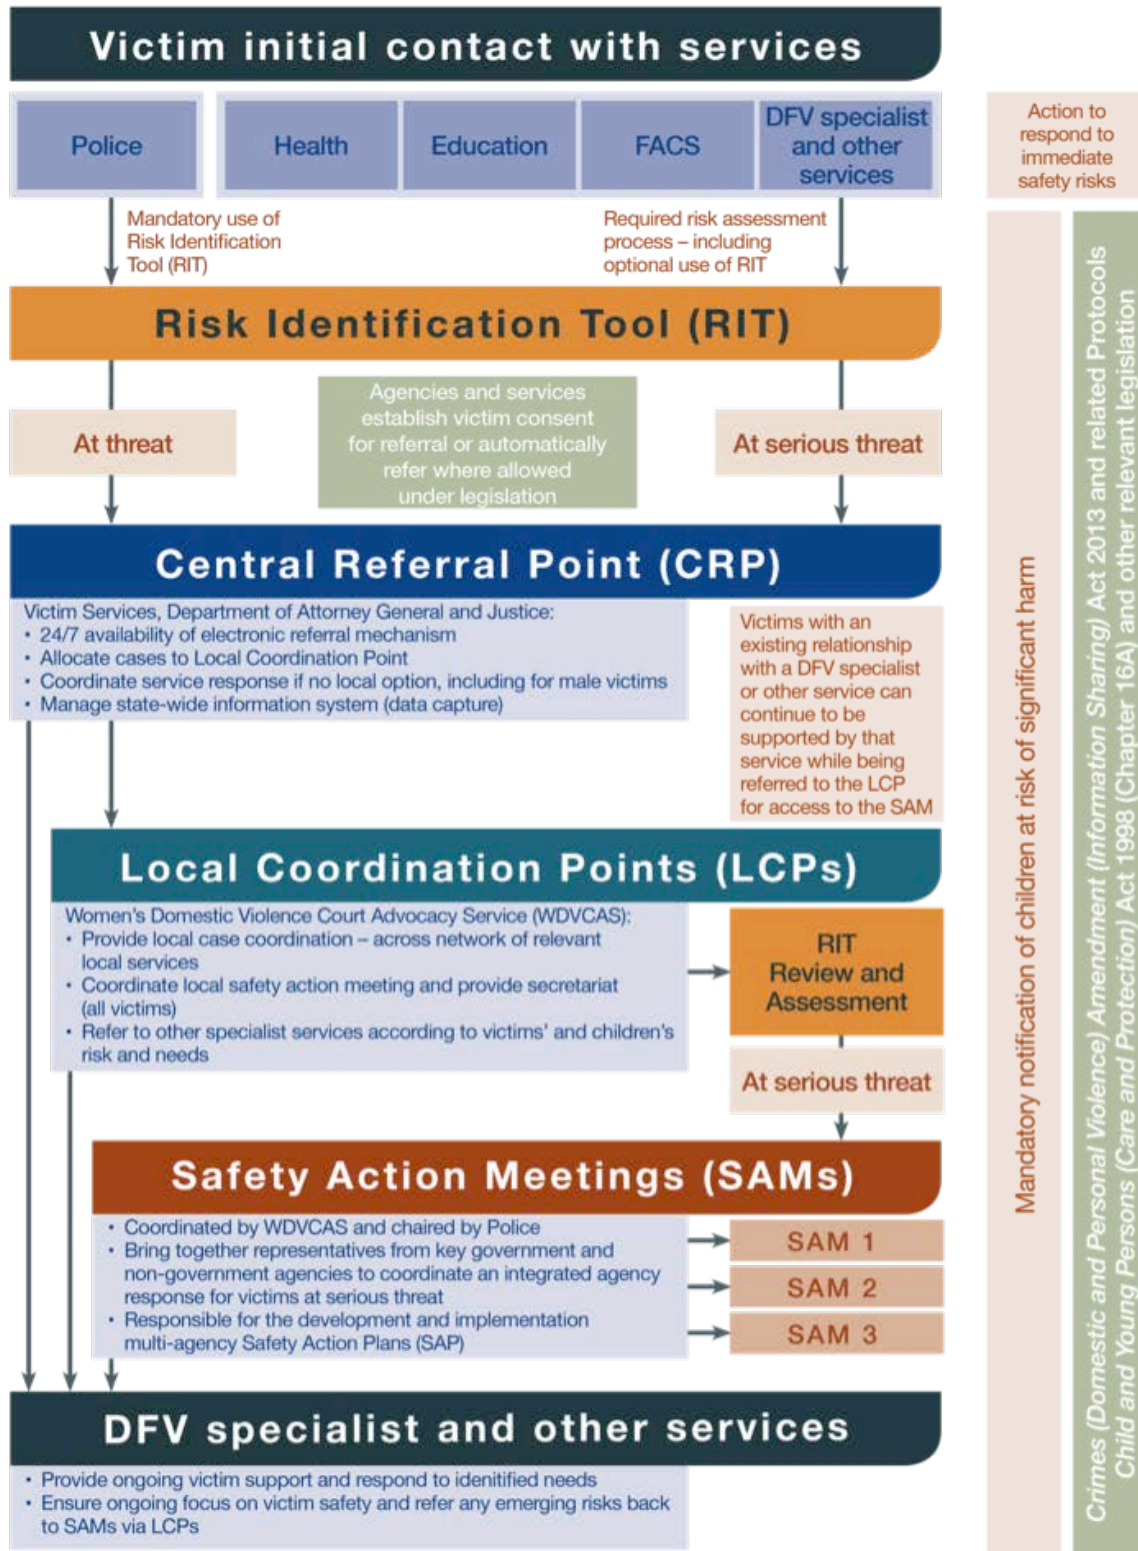 Victim initial contact with services
Police
Health
Education
FACS
DFV specialist
and other
services
Action to
respond to
immediate
safety risks
Mandatory use of
Risk Identification
Tool (RIT)
Required risk assessment
process – including
optional use of RIT
Risk Identification Tool (RIT)
At threat
Agencies and services
establish victim consent
for referral or automatically
refer where allowed
under legislation
At serious threat
Central Referral Point (CRP)
Victim Services, Department of Attorney General and Justice:
• 24/7 availability of electronic referral mechanism
• Allocate cases to Local Coordination Point
• Coordinate service response if no local option, including for male victims
• Manage state-wide information system (data capture)
Victims with an
existing relationship
with a DFV specialist
or other service can
continue to be
supported by that
service while being
referred to the LCP
for access to the SAM
Local Coordination Points (LCPs)
Women's Domestic Violence Court Advocacy Service (WDVCAS):
• Provide local case coordination – across network of relevant
local services
• Coordinate local safety action meeting and provide secretariat
(all victims)
• Refer to other specialist services according to victims' and children's
risk and needs
RIT
Review and
Assessment
At serious threat
Safety Action Meetings (SAMs)
• Coordinated by WDVCAS and chaired by Police
• Bring together representatives from key government and
non-government agencies to coordinate an integrated agency
response for victims at serious threat
• Responsible for the development and implementation
multi-agency Safety Action Plans (SAP)
SAM 1
SAM 2
SAM 3
DFV specialist and other services
• Provide ongoing victim support and respond to idenitified needs
• Ensure ongoing focus on victim safety and refer any emerging risks back
to SAMs via LCPs
Mandatory notification of children at risk of significant harm
Crimes (Domestic and Personal Violence) Amendment (Information Sharing) Act 2013 and related Protocols
Child and Young Persons (Care and Protection) Act 1998 (Chapter 16A) and other relevant legislation